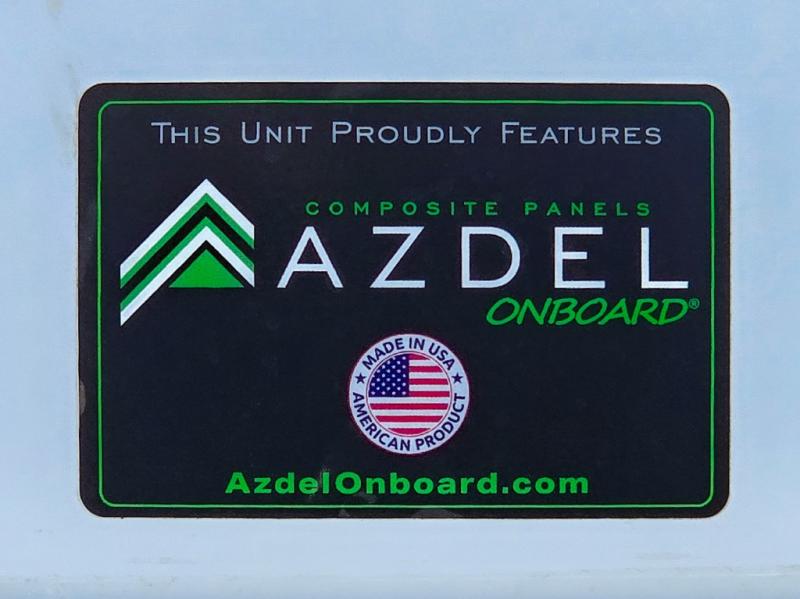 THIS UNIT PROUDLY FEATURES
COMPOSITE PANELS
AZDEL
ONBOARD®
MADE IN USA
AMERICAN PRODUCT
AzdelOnboard.com